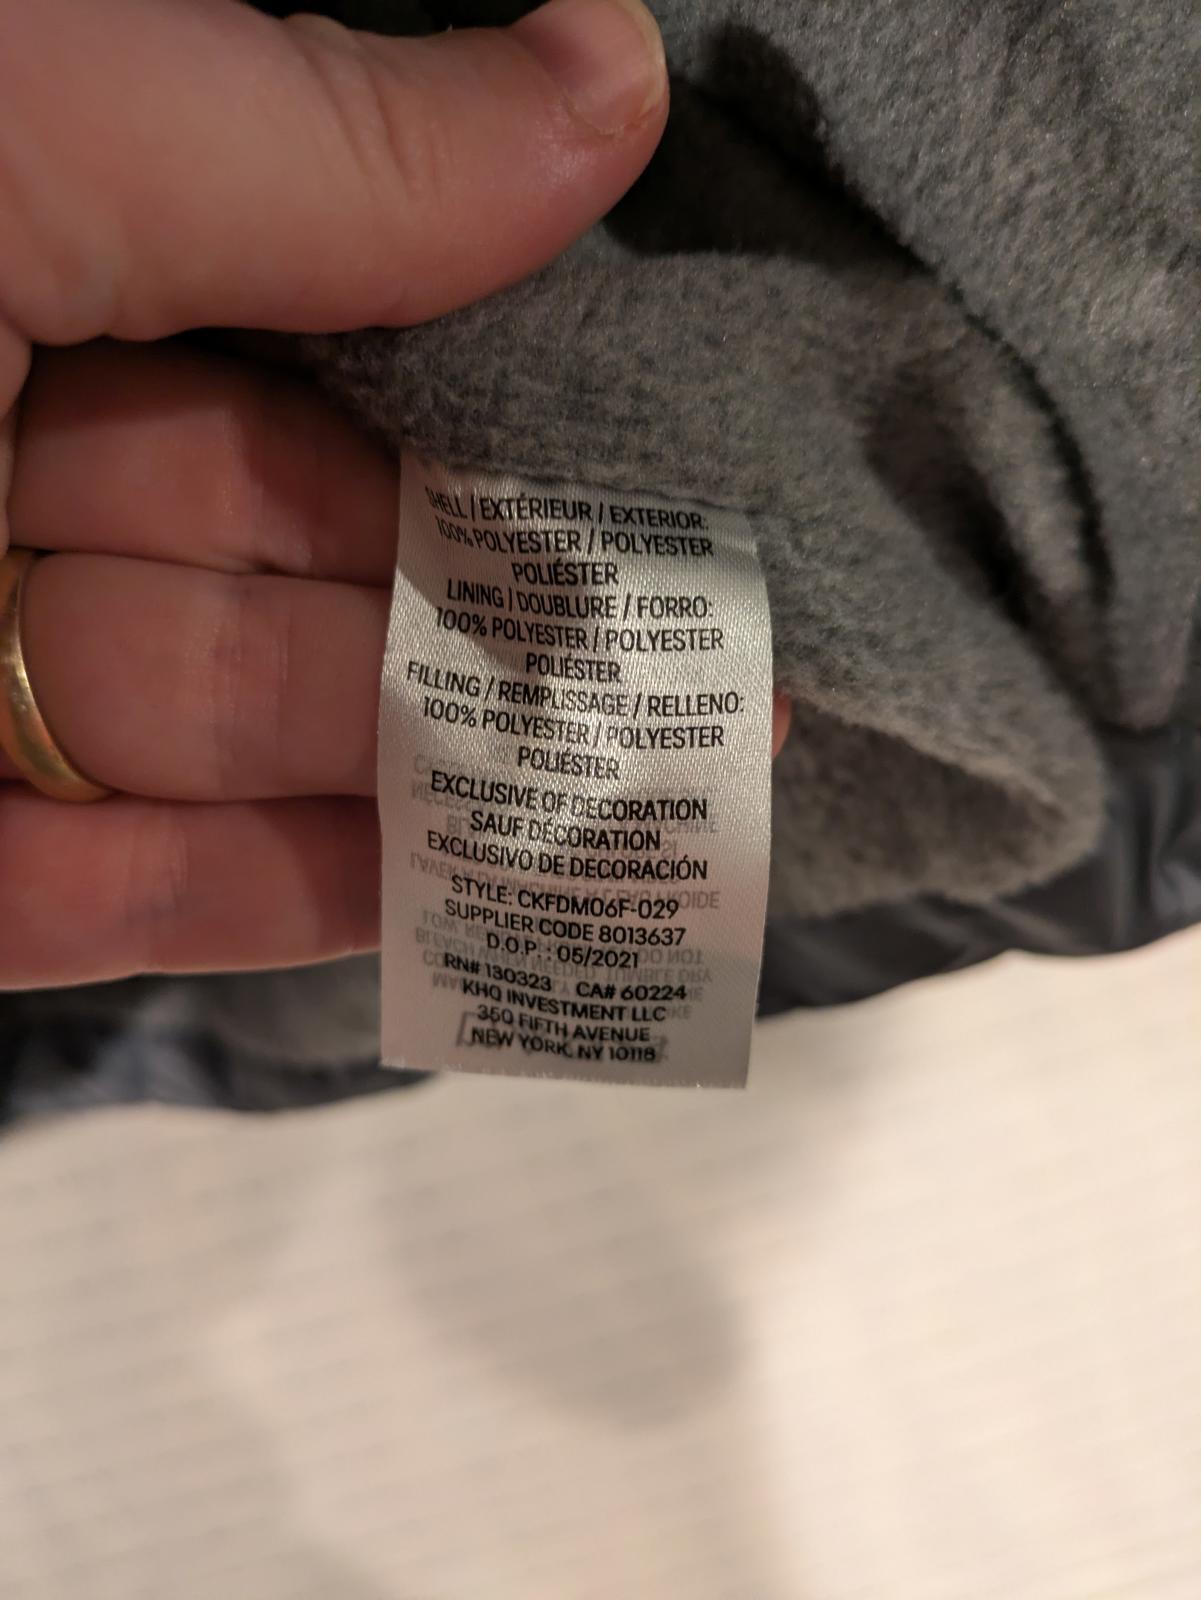 SHELL / EXTÉRIEUR / EXTERIOR:
100% POLYESTER / POLYESTER
POLIÉSTER
LINING / DOUBLURE / FORRO:
100% POLYESTER / POLYESTER
POLIÉSTER
FILLING / REMPLISSAGE / RELLENO:
100% POLYESTER / POLYESTER
POLIÉSTER
EXCLUSIVE OF DECORATION
SAUF DÉCORATION
EXCLUSIVO DE DECORACIÓN
STYLE: CKFDM06F-029
SUPPLIER CODE 8013637
D.O.P : 05/2021
RN# 130323 CA# 60224
KHQ INVESTMENT LLC
350 FIFTH AVENUE
NEW YORK, NY 10118